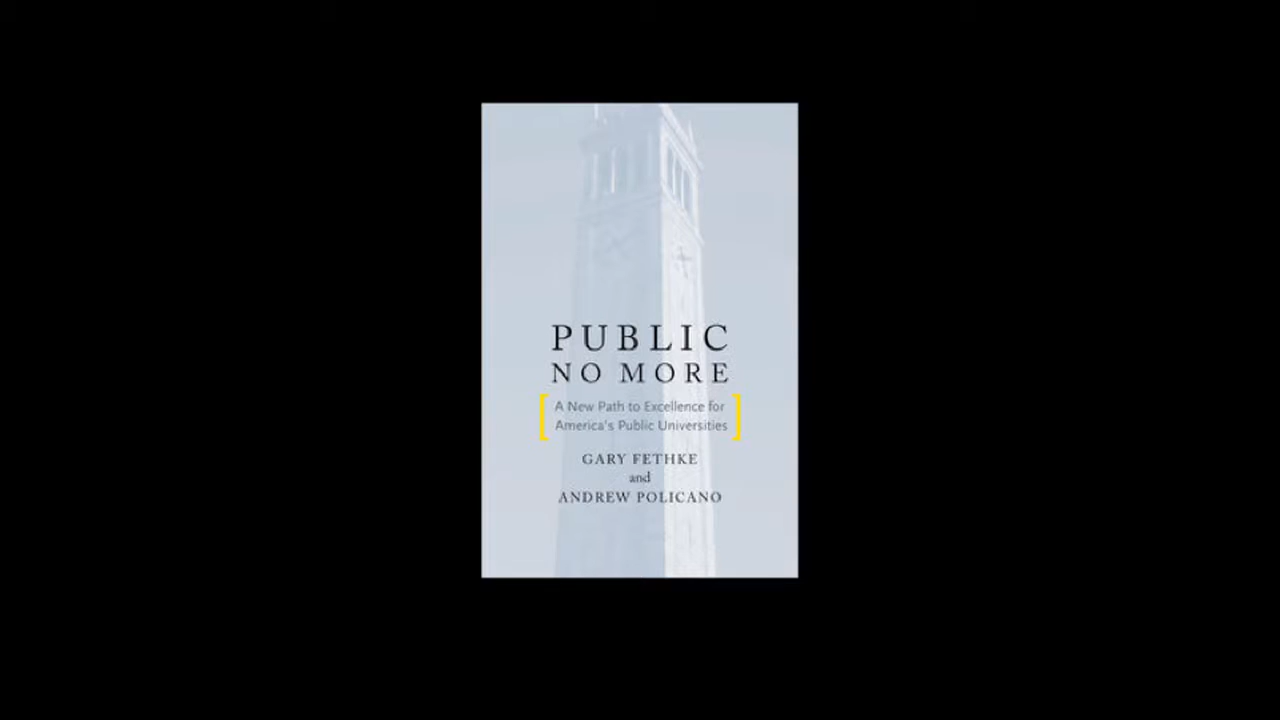 PUBLIC
NO MORE
A New Path to Excellence for
America's Public Universities
GARY FETHKE
and
ANDREW POLICANO